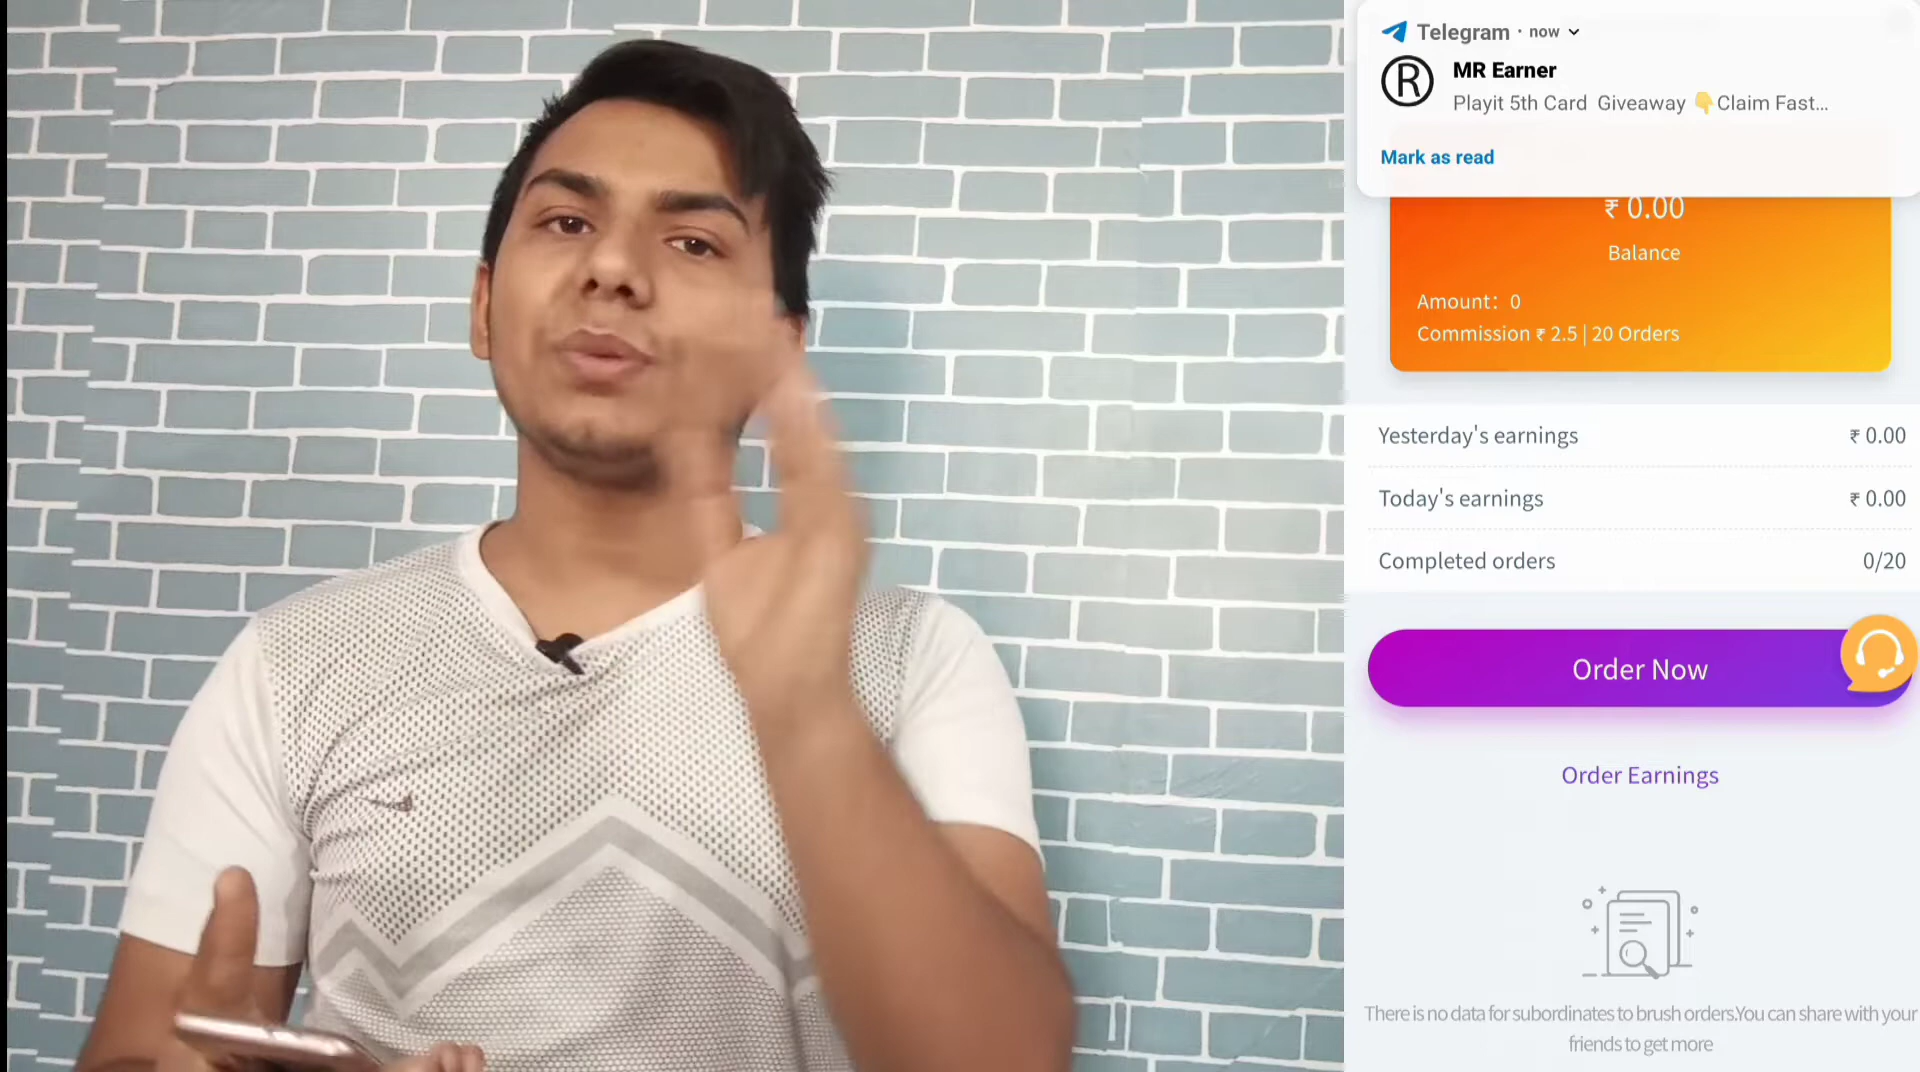 Telegram · now
R
MR Earner
Playit 5th Card Giveaway 👇Claim Fast...
Mark as read
₹ 0.00
Balance
Amount: 0
Commission ₹ 2.5 | 20 Orders
Yesterday's earnings ₹ 0.00
Today's earnings ₹ 0.00
Completed orders 0/20
Order Now
Order Earnings
There is no data for subordinates to brush orders.You can share with your
friends to get more